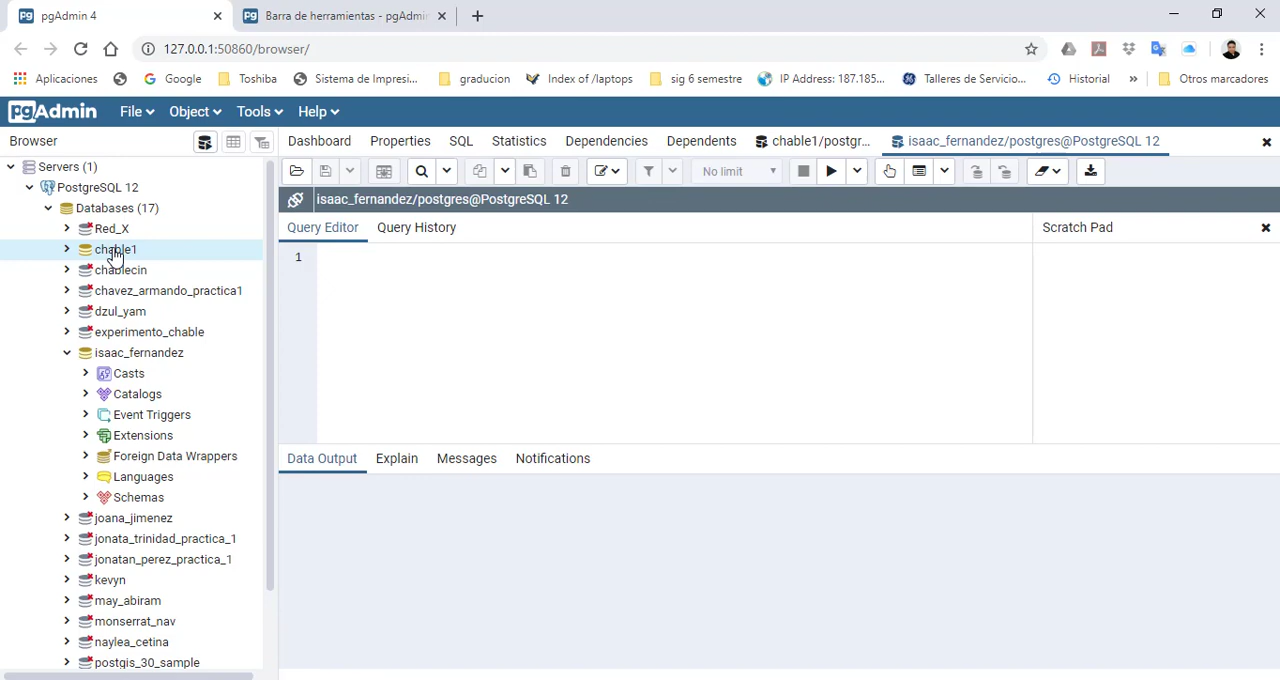 pgAdmin 4
Barra de herramientas - pgAdmi
127.0.0.1:50860/browser/
Aplicaciones
Google
Toshiba
Sistema de Impresi...
graducion
Index of /laptops
sig 6 semestre
IP Address: 187.185...
Talleres de Servicio...
Historial
»
Otros marcadores
pgAdmin
File
Object
Tools
Help
Browser
Dashboard
Properties
SQL
Statistics
Dependencies
Dependents
chable1/postgr...
isaac_fernandez/postgres@PostgreSQL 12
No limit
isaac_fernandez/postgres@PostgreSQL 12
Query Editor
Query History
Scratch Pad
1
Servers (1)
PostgreSQL 12
Databases (17)
Red_X
chable1
chablecin
chavez_armando_practica1
dzul_yam
experimento_chable
isaac_fernandez
Casts
Catalogs
Event Triggers
Extensions
Foreign Data Wrappers
Languages
Schemas
joana_jimenez
jonata_trinidad_practica_1
jonatan_perez_practica_1
kevyn
may_abiram
monserrat_nav
naylea_cetina
postgis_30_sample
Data Output
Explain
Messages
Notifications